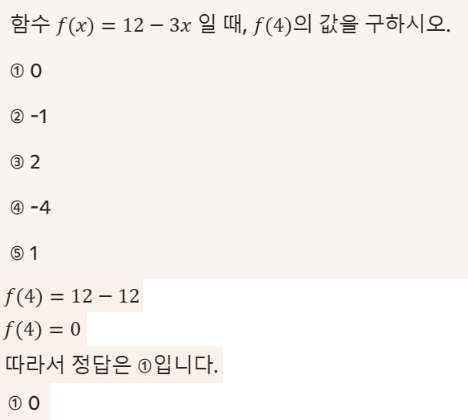 함수 f(x) = 12 − 3x 일 때, f(4)의 값을 구하시오.
① 0
② -1
③ 2
④ -4
⑤ 1
f(4) = 12 − 12
f(4) = 0
따라서 정답은 ①입니다.
① 0